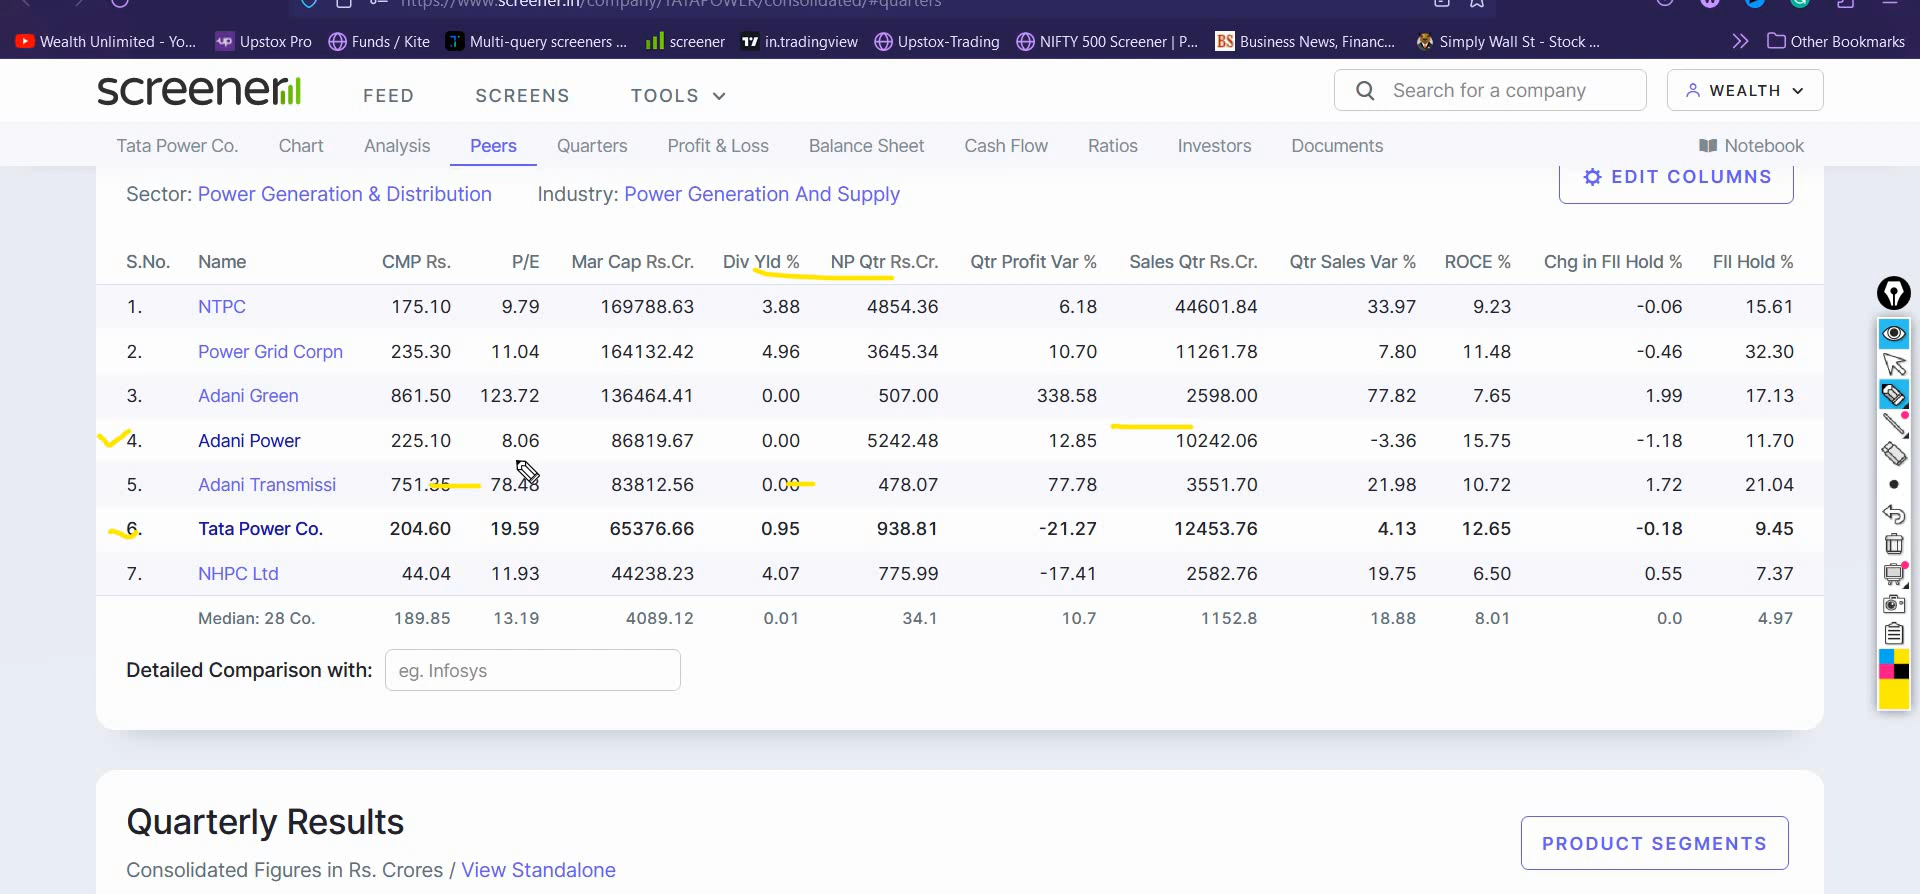 https://www.screener.in/company/TATAPOWER/consolidated/#quarters
Wealth Unlimited - Yo... Upstox Pro Funds / Kite Multi-query screeners ... screener in.tradingview Upstox-Trading NIFTY 500 Screener | P... BS Business News, Financ... Simply Wall St - Stock ... Other Bookmarks
screener FEED SCREENS TOOLS Search for a company WEALTH
Tata Power Co. Chart Analysis Peers Quarters Profit & Loss Balance Sheet Cash Flow Ratios Investors Documents Notebook
Sector: Power Generation & Distribution Industry: Power Generation And Supply EDIT COLUMNS
S.No. Name CMP Rs. P/E Mar Cap Rs.Cr. Div Yld % NP Qtr Rs.Cr. Qtr Profit Var % Sales Qtr Rs.Cr. Qtr Sales Var % ROCE % Chg in FII Hold % FII Hold %
1. NTPC 175.10 9.79 169788.63 3.88 4854.36 6.18 44601.84 33.97 9.23 -0.06 15.61
2. Power Grid Corpn 235.30 11.04 164132.42 4.96 3645.34 10.70 11261.78 7.80 11.48 -0.46 32.30
3. Adani Green 861.50 123.72 136464.41 0.00 507.00 338.58 2598.00 77.82 7.65 1.99 17.13
4. Adani Power 225.10 8.06 86819.67 0.00 5242.48 12.85 10242.06 -3.36 15.75 -1.18 11.70
5. Adani Transmissi 751.35 78.48 83812.56 0.00 478.07 77.78 3551.70 21.98 10.72 1.72 21.04
6. Tata Power Co. 204.60 19.59 65376.66 0.95 938.81 -21.27 12453.76 4.13 12.65 -0.18 9.45
7. NHPC Ltd 44.04 11.93 44238.23 4.07 775.99 -17.41 2582.76 19.75 6.50 0.55 7.37
Median: 28 Co. 189.85 13.19 4089.12 0.01 34.1 10.7 1152.8 18.88 8.01 0.0 4.97
Detailed Comparison with: eg. Infosys
Quarterly Results
PRODUCT SEGMENTS
Consolidated Figures in Rs. Crores / View Standalone